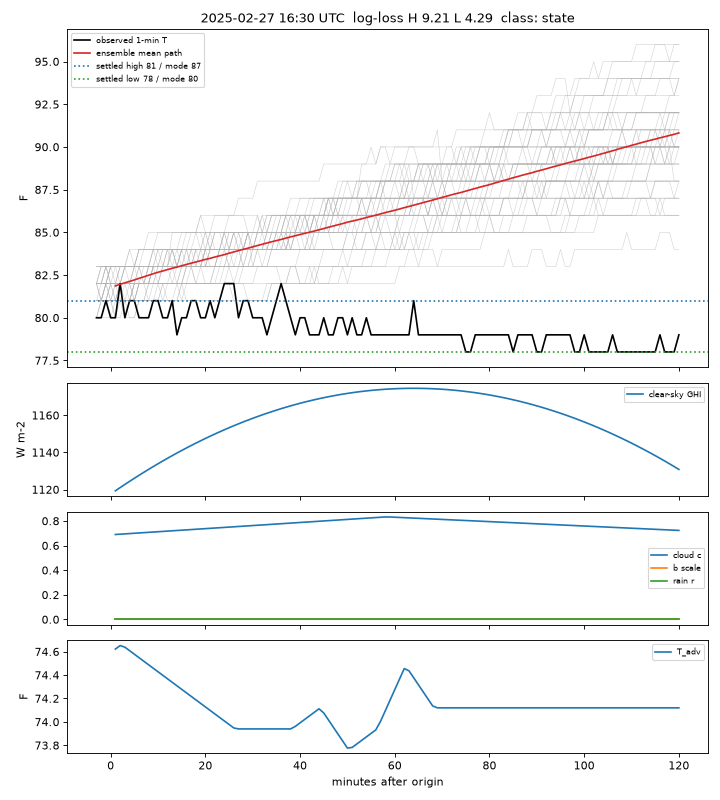 2025-02-27 16:30 UTC  log-loss H 9.21 L 4.29  class: state
observed 1-min T
ensemble mean path
settled high 81 / mode 87
settled low 78 / mode 80
95.0
92.5
90.0
87.5
85.0
82.5
80.0
77.5
F
clear-sky GHI
1160
1140
1120
W m-2
cloud c
b scale
rain r
0.8
0.6
0.4
0.2
0.0
T_adv
74.6
74.4
74.2
74.0
73.8
F
0 20 40 60 80 100 120
minutes after origin